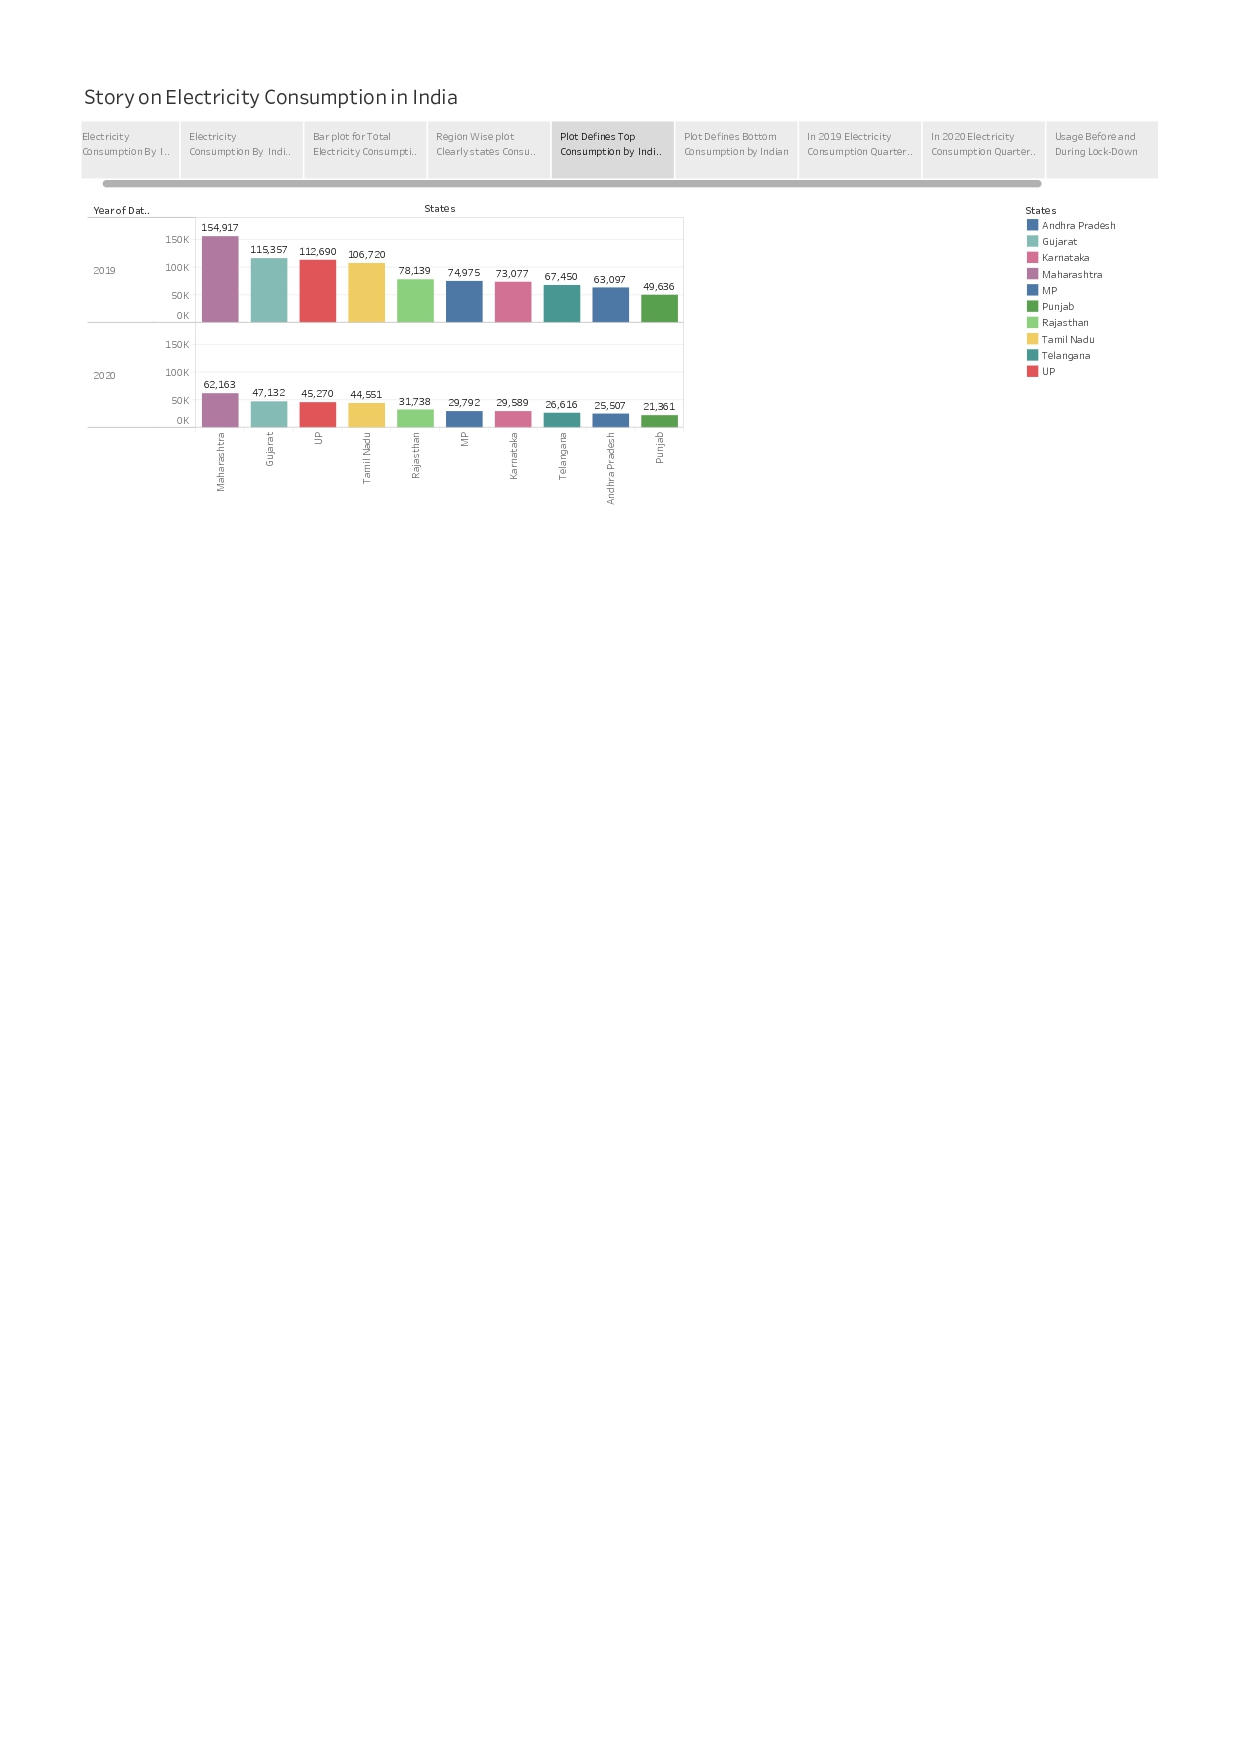 Story on Electricity Consumption in India
Electricity
Consumption By I..
Electricity
Consumption By Indi..
Bar plot for Total
Electricity Consumpti..
Region Wise plot
Clearly states Consu..
Plot Defines Top
Consumption by Indi..
Plot Defines Bottom
Consumption by Indian
In 2019 Electricity
Consumption Quarter..
In 2020 Electricity
Consumption Quarter..
Usage Before and
During Lock-Down
Year of Dat..
States
2019
150K
100K
50K
0K
154,917
115,357
112,690
106,720
78,139
74,975
73,077
67,450
63,097
49,636
2020
150K
100K
50K
0K
62,163
47,132
45,270
44,551
31,738
29,792
29,589
26,616
25,507
21,361
Maharashtra
Gujarat
UP
Tamil Nadu
Rajasthan
MP
Karnataka
Telangana
Andhra Pradesh
Punjab
States
Andhra Pradesh
Gujarat
Karnataka
Maharashtra
MP
Punjab
Rajasthan
Tamil Nadu
Telangana
UP